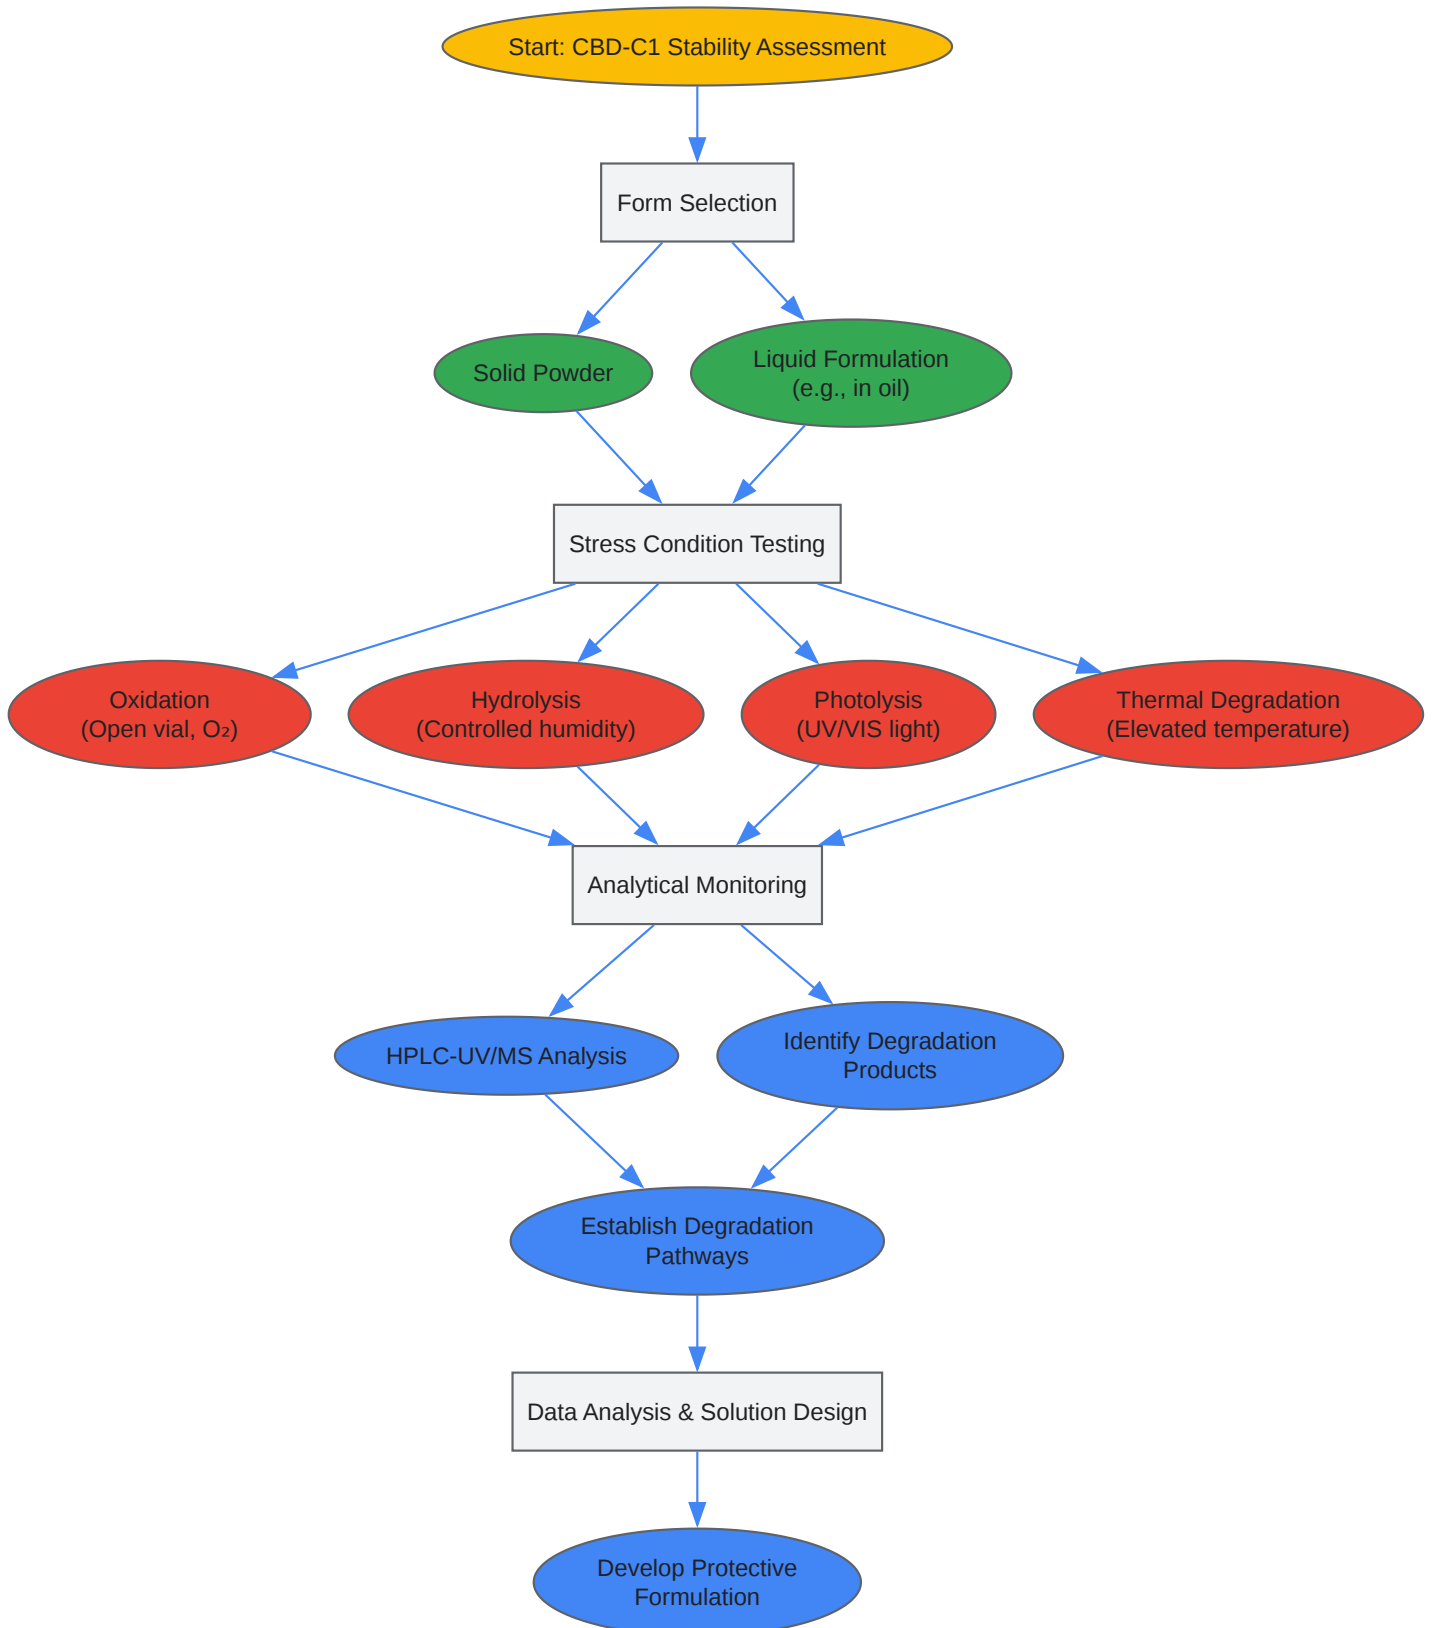 Start: CBD-C1 Stability Assessment
Form Selection
Solid Powder
Liquid Formulation
(e.g., in oil)
Stress Condition Testing
Oxidation
(Open vial, O₂)
Hydrolysis
(Controlled humidity)
Photolysis
(UV/VIS light)
Thermal Degradation
(Elevated temperature)
Analytical Monitoring
HPLC-UV/MS Analysis
Identify Degradation
Products
Establish Degradation
Pathways
Data Analysis & Solution Design
Develop Protective
Formulation